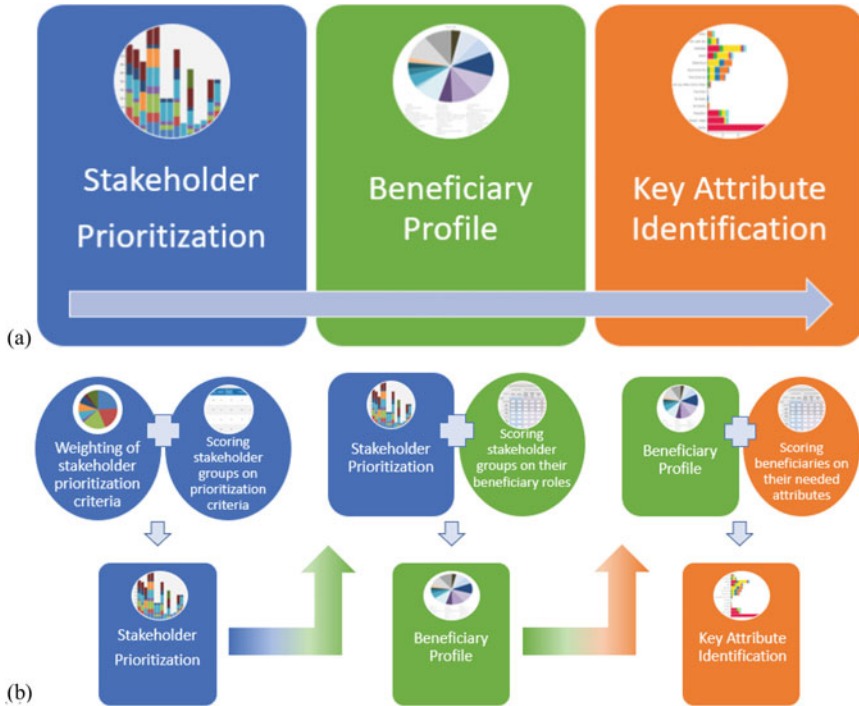 Stakeholder
Prioritization
Beneficiary
Profile
Key Attribute
Identification
(a)
Weighting of
stakeholder
prioritization
criteria
Scoring
stakeholder
groups on
prioritization
criteria
Stakeholder
Prioritization
Scoring
stakeholder
groups on their
beneficiary roles
Beneficiary
Profile
Scoring
beneficiaries on
their needed
attributes
Stakeholder
Prioritization
Beneficiary
Profile
Key Attribute
Identification
(b)